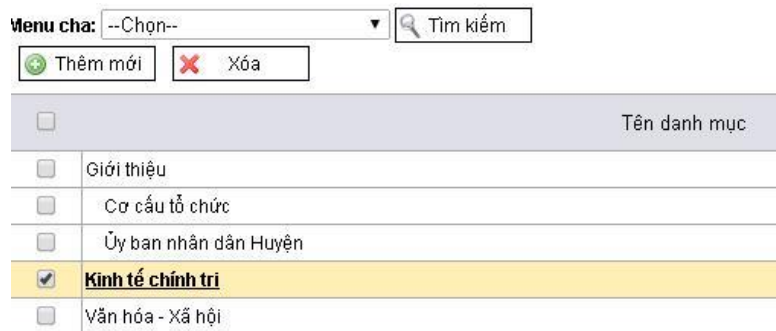 Menu cha: --Chọn-- Tìm kiếm
Thêm mới Xóa
Tên danh mục
Giới thiệu
Cơ cấu tổ chức
Ủy ban nhân dân Huyện
Kinh tế chính tri
Văn hóa - Xã hội